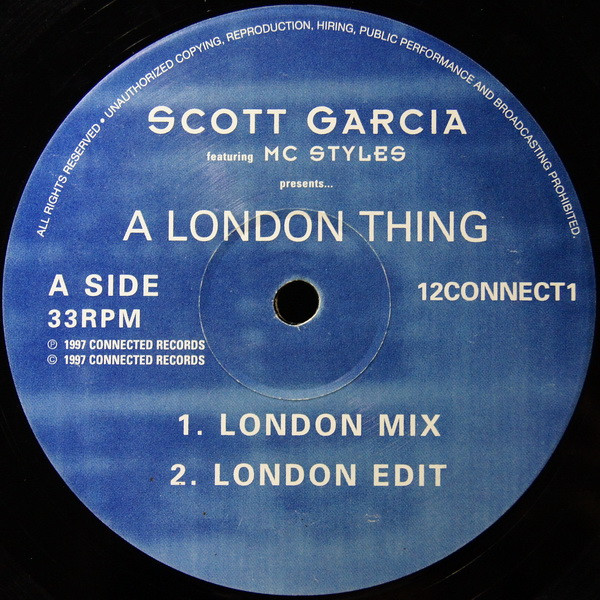 ALL RIGHTS RESERVED • UNAUTHORIZED COPYING, REPRODUCTION, HIRING, PUBLIC PERFORMANCE AND BROADCASTING PROHIBITED.
SCOTT GARCIA
featuring MC STYLES
presents...
A LONDON THING
A SIDE
12CONNECT1
33RPM
℗ 1997 CONNECTED RECORDS
© 1997 CONNECTED RECORDS
1. LONDON MIX
2. LONDON EDIT